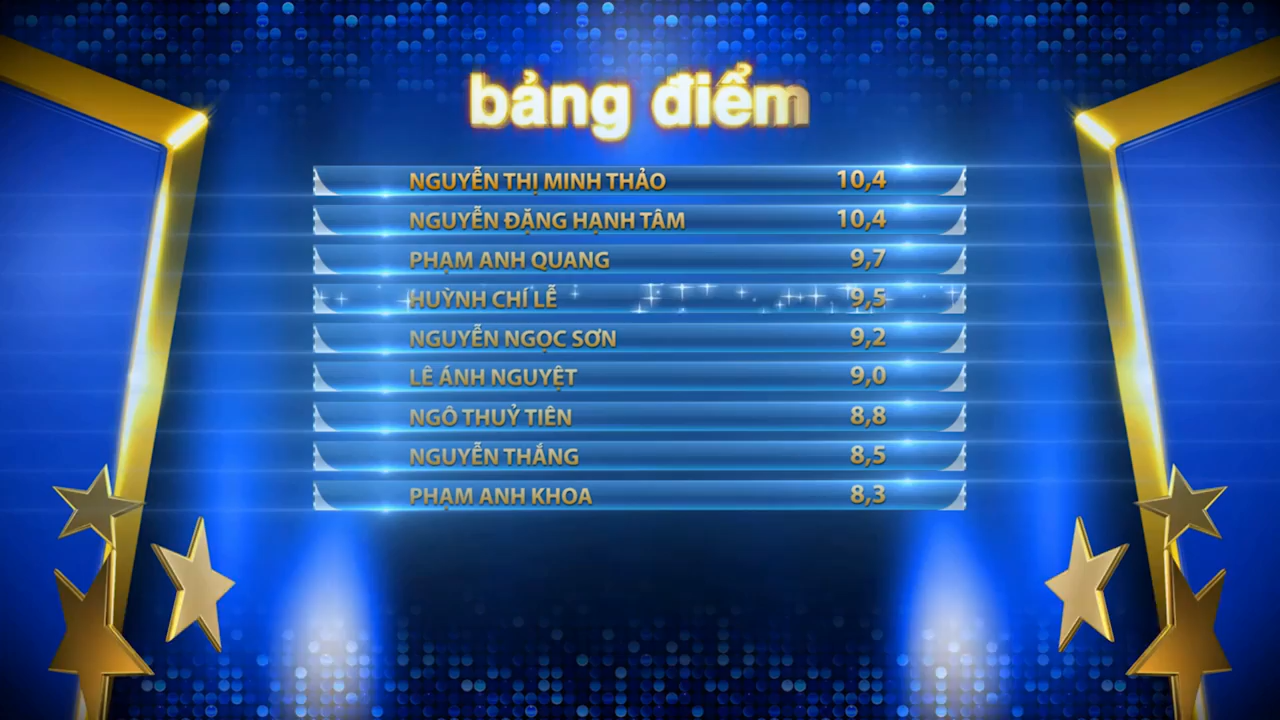 bảng điểm
NGUYỄN THỊ MINH THẢO 10,4
NGUYỄN ĐẶNG HẠNH TÂM 10,4
PHẠM ANH QUANG 9,7
HUỲNH CHÍ LỄ 9,5
NGUYỄN NGỌC SƠN 9,2
LÊ ÁNH NGUYỆT 9,0
NGÔ THUỶ TIÊN 8,8
NGUYỄN THẮNG 8,5
PHẠM ANH KHOA 8,3